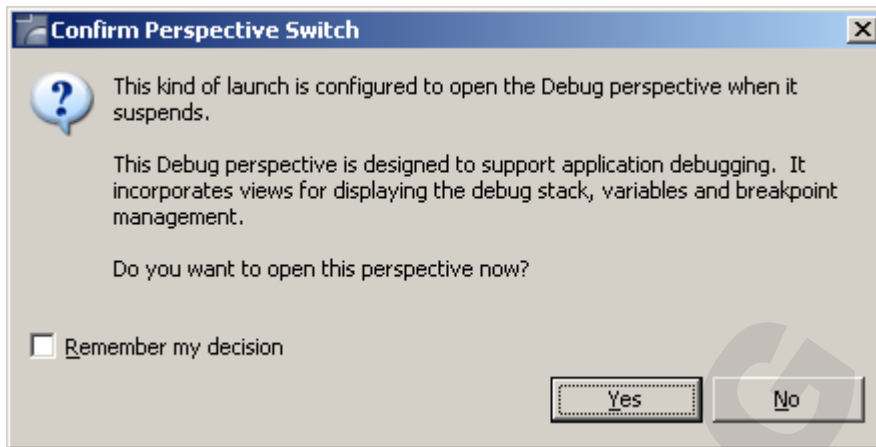 Confirm Perspective Switch
This kind of launch is configured to open the Debug perspective when it
suspends.
This Debug perspective is designed to support application debugging.  It
incorporates views for displaying the debug stack, variables and breakpoint
management.
Do you want to open this perspective now?
Remember my decision
Yes
No